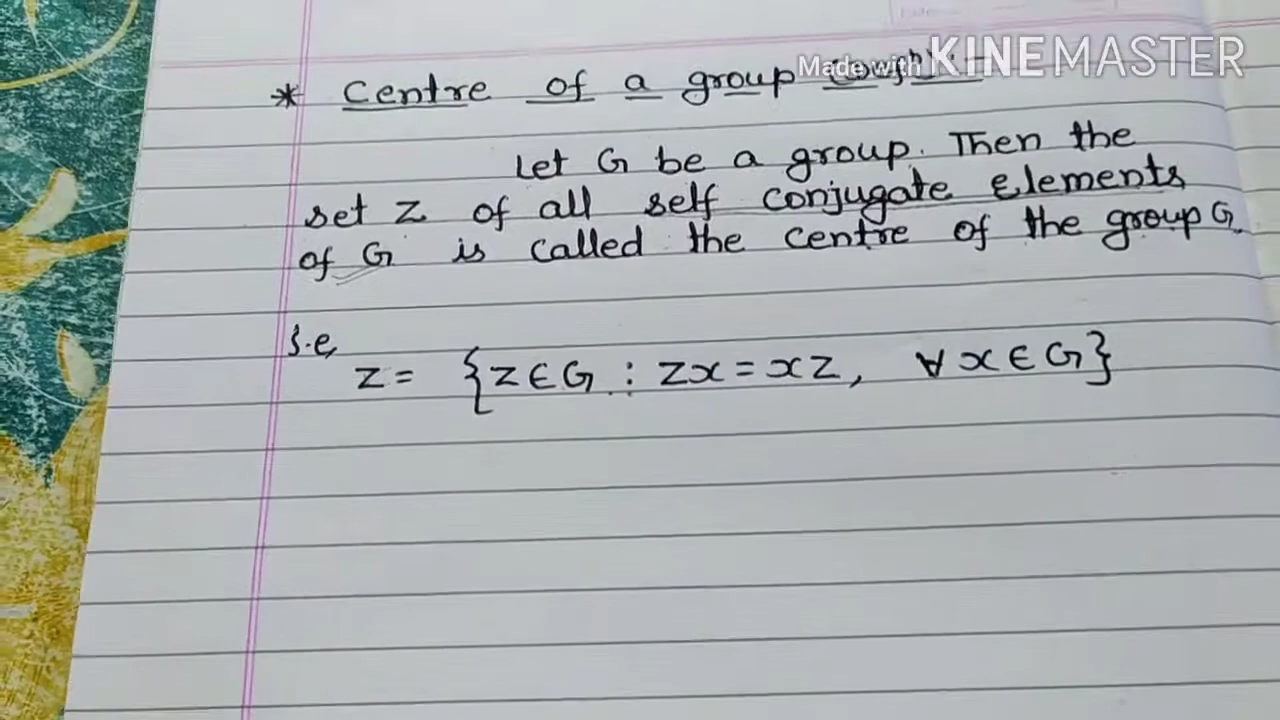 Made with KINEMASTER
* Centre of a group
Let G be a group. Then the
set Z of all self conjugate Elements
of G is called the centre of the group G.
i.e,
Z = {z∈G : zx = xz, ∀ x∈G}